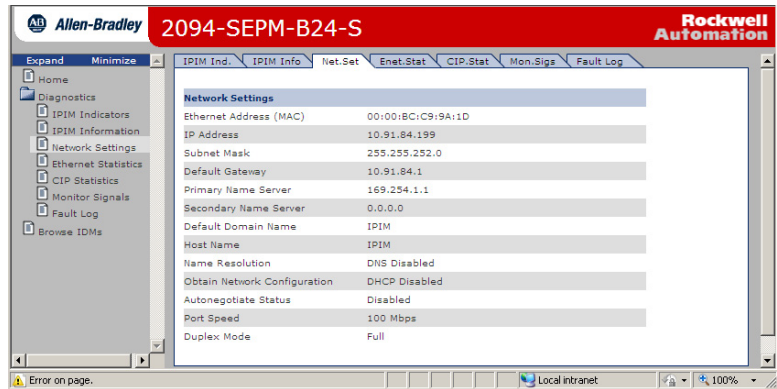 AB Allen-Bradley 2094-SEPM-B24-S Rockwell
Automation
Expand Minimize
Home
Diagnostics
IPIM Indicators
IPIM Information
Network Settings
Ethernet Statistics
CIP Statistics
Monitor Signals
Fault Log
Browse IDMs
IPIM Ind. IPIM Info Net.Set Enet.Stat CIP.Stat Mon.Sigs Fault Log
Network Settings
Ethernet Address (MAC) 00:00:BC:C9:9A:1D
IP Address 10.91.84.199
Subnet Mask 255.255.252.0
Default Gateway 10.91.84.1
Primary Name Server 169.254.1.1
Secondary Name Server 0.0.0.0
Default Domain Name IPIM
Host Name IPIM
Name Resolution DNS Disabled
Obtain Network Configuration DHCP Disabled
Autonegotiate Status Disabled
Port Speed 100 Mbps
Duplex Mode Full
Error on page. Local intranet 100%